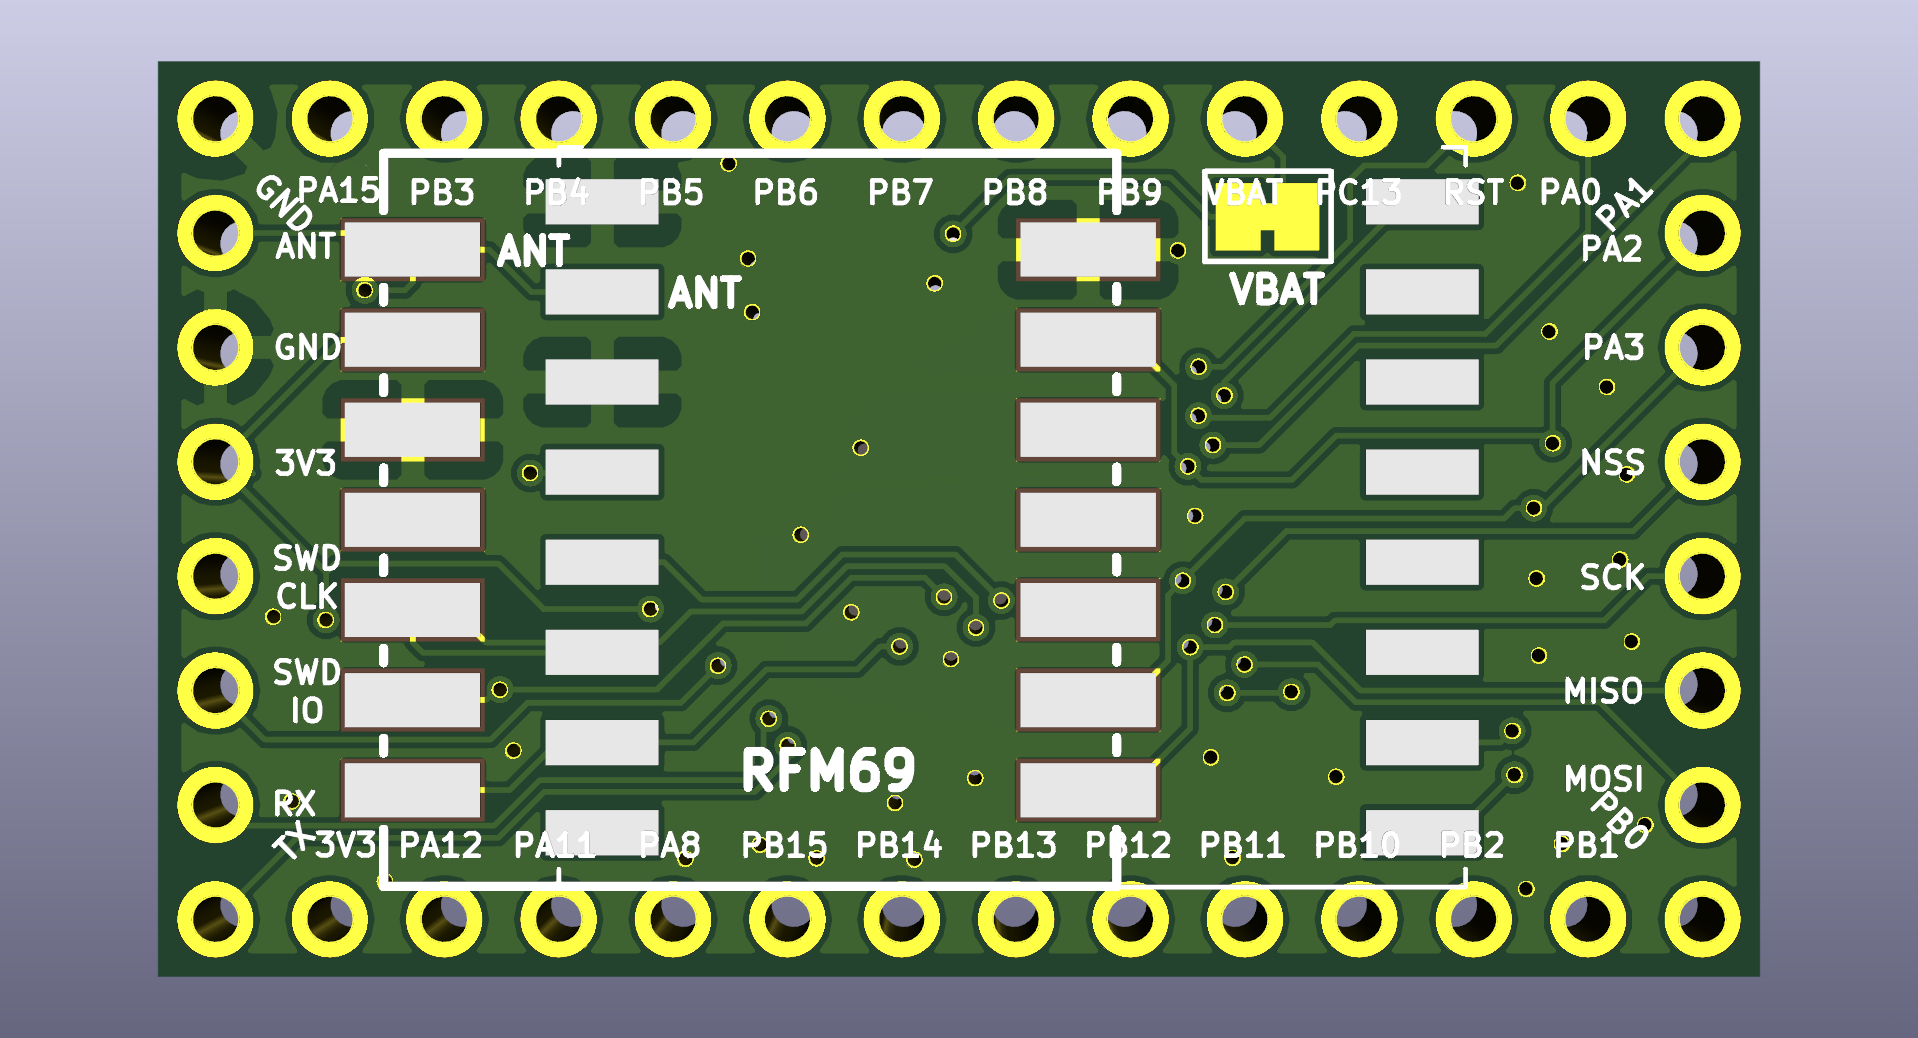 GND PA15 PB3 PB4 PB5 PB6 PB7 PB8 PB9 VBAT PC13 RST PA0 PA1
ANT ANT PA2
ANT VBAT
GND PA3
3V3 NSS
SWD
CLK SCK
SWD
IO MISO
RFM69 MOSI
RX PB0
TX 3V3 PA12 PA11 PA8 PB15 PB14 PB13 PB12 PB11 PB10 PB2 PB1